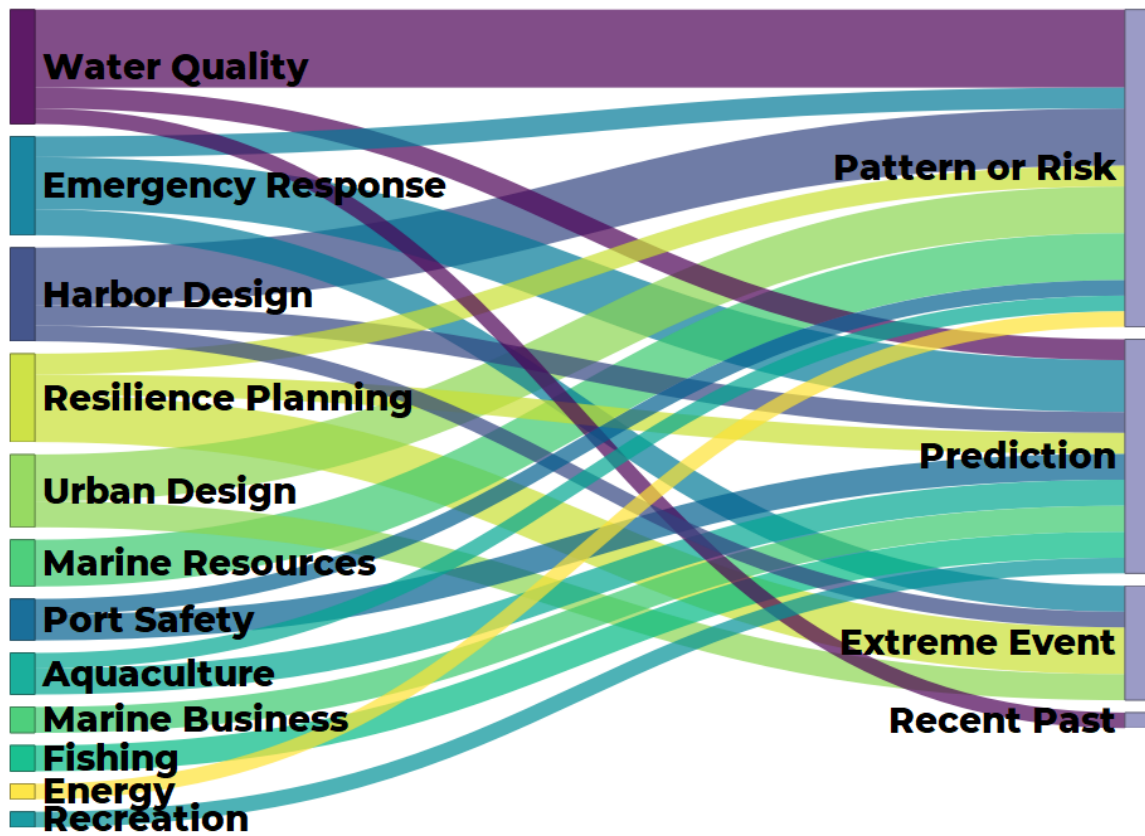 Water Quality
Emergency Response
Harbor Design
Resilience Planning
Urban Design
Marine Resources
Port Safety
Aquaculture
Marine Business
Fishing
Energy
Recreation
Pattern or Risk
Prediction
Extreme Event
Recent Past